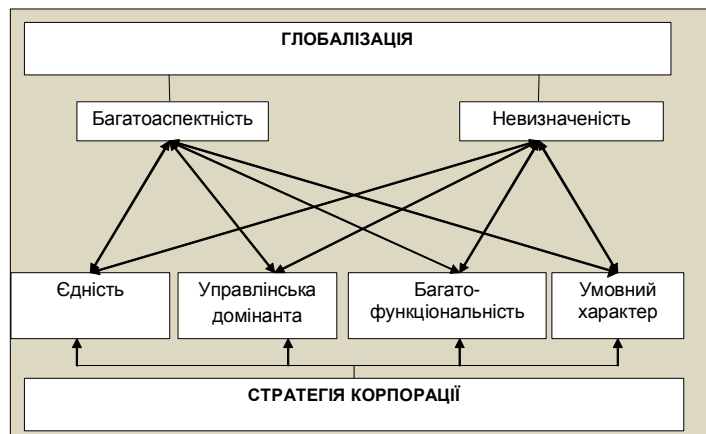 ГЛОБАЛІЗАЦІЯ
Багатоаспектність
Невизначеність
Єдність
Управлінська
домінанта
Багато-
функціональність
Умовний
характер
СТРАТЕГІЯ КОРПОРАЦІЇ